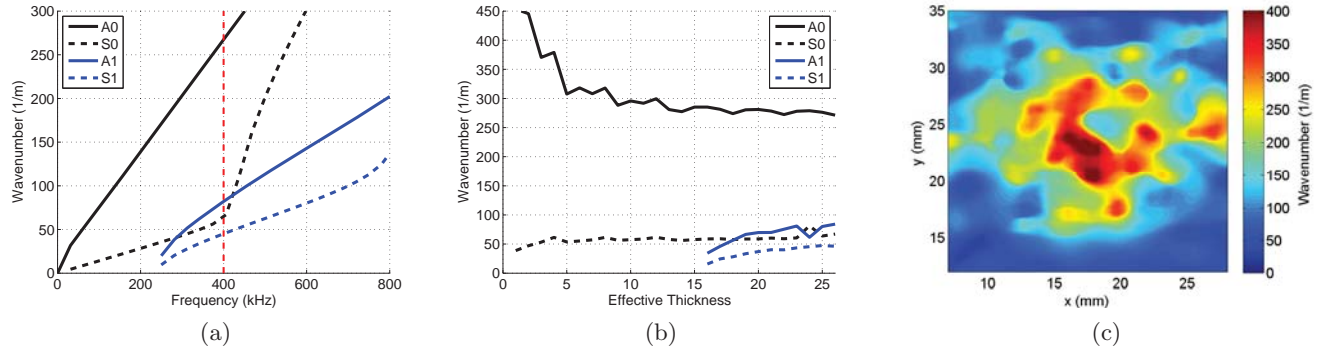 300
250
200
150
100
50
0
Wavenumber (1/m)
A0
S0
A1
S1
0 200 400 600 800
Frequency (kHz)
(a)
450
400
350
300
250
200
150
100
50
0
Wavenumber (1/m)
A0
S0
A1
S1
0 5 10 15 20 25
Effective Thickness
(b)
35
30
25
20
15
y (mm)
10 15 20 25
x (mm)
400
350
300
250
200
150
100
50
0
Wavenumber (1/m)
(c)